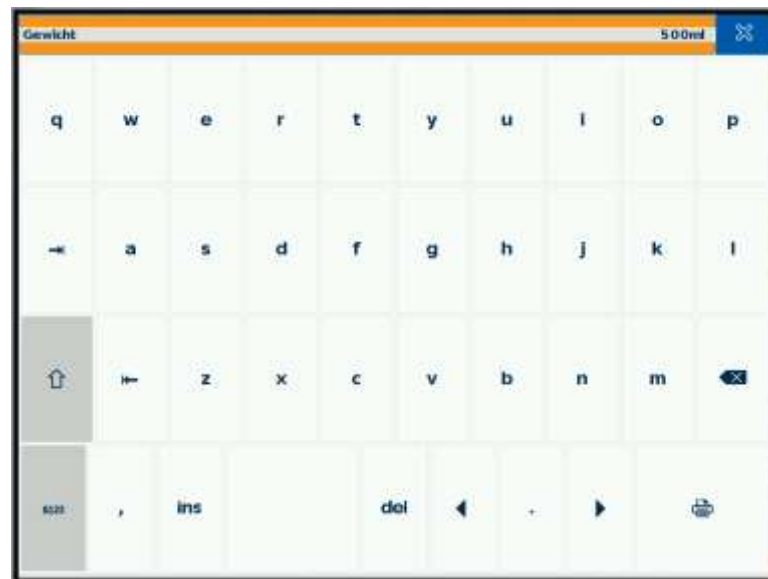 Gewicht 500ml
q w e r t y u i o p
a s d f g h j k l
z x c v b n m
, ins del .